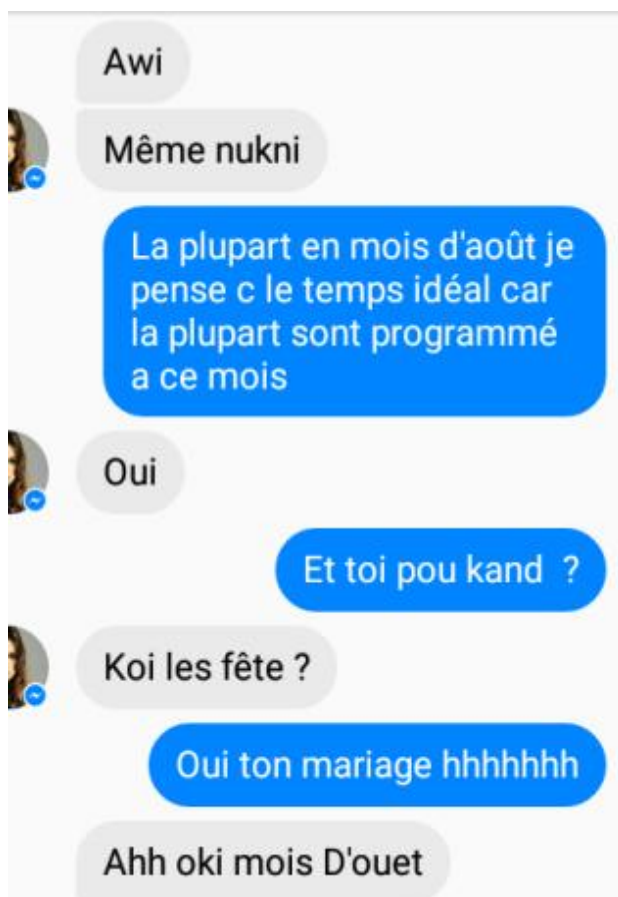 Awi
Même nukni
La plupart en mois d'août je
pense c le temps idéal car
la plupart sont programmé
a ce mois
Oui
Et toi pou kand  ?
Koi les fête ?
Oui ton mariage hhhhhhh
Ahh oki mois D'ouet